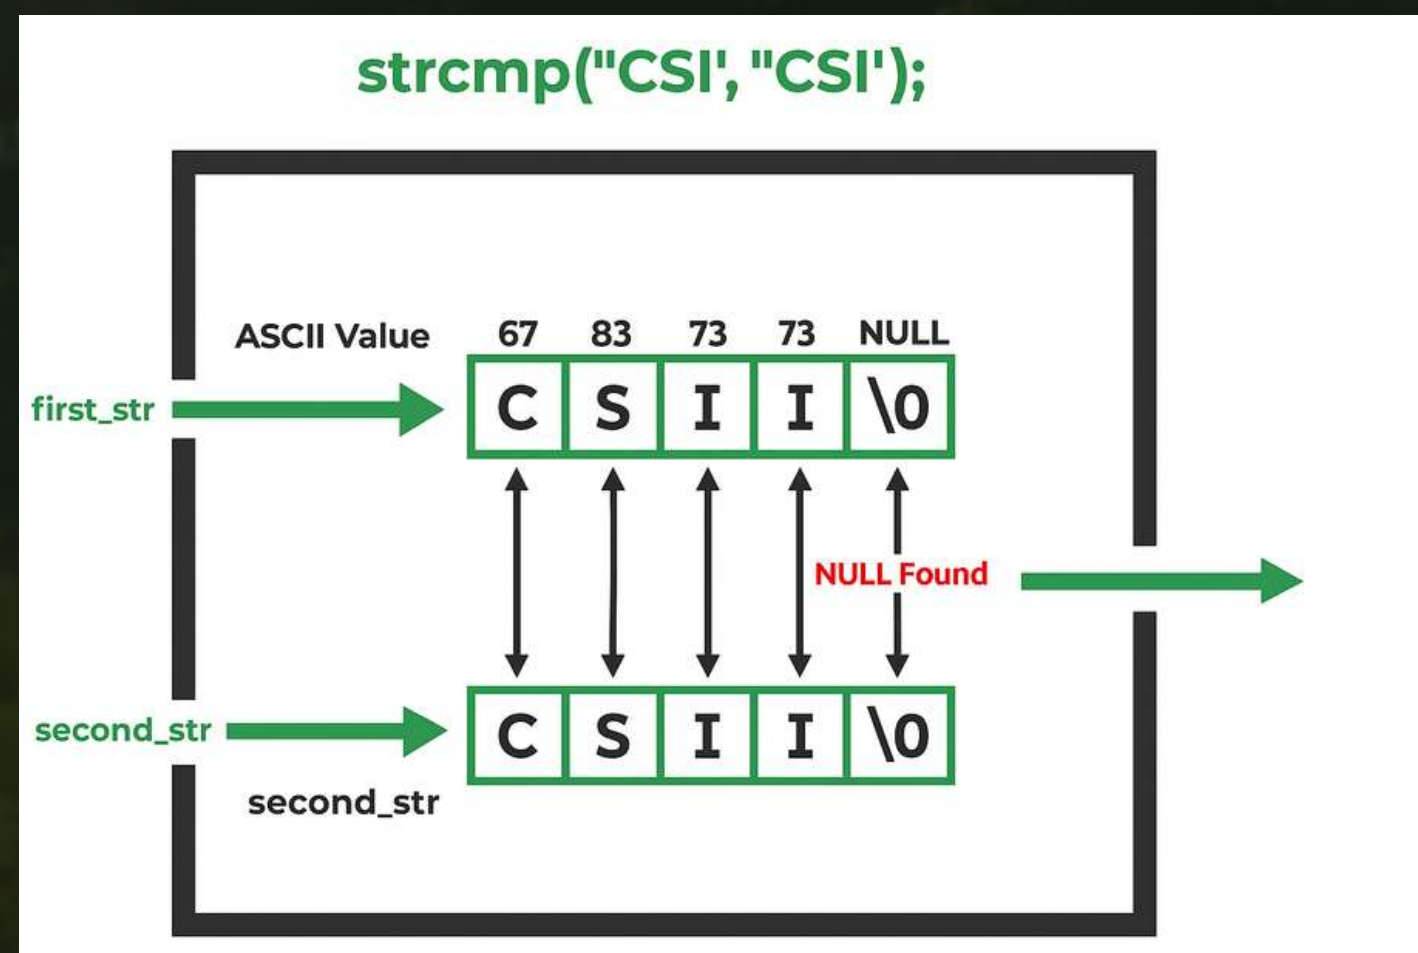 strcmp("CSI', "CSI');
ASCII Value 67 83 73 73 NULL
first_str C S I I \0
NULL Found
second_str C S I I \0
second_str